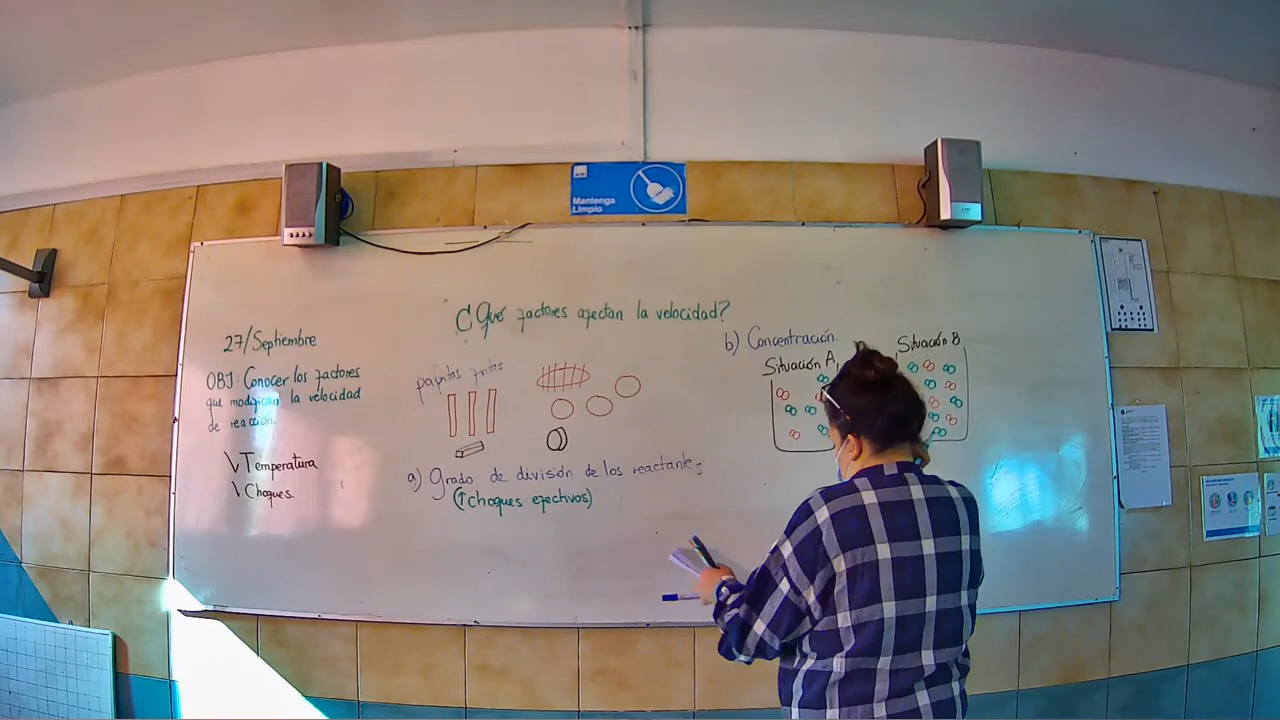 Mantenga
Limpio
¿Qué factores afectan la velocidad?
27/Septiembre
OBJ: Conocer los factores
que modifican la velocidad
de reacción.
Temperatura
Choques
papitas fritas
a) Grado de división de los reactantes
(↑choques efectivos)
b) Concentración.
Situación A
Situación B